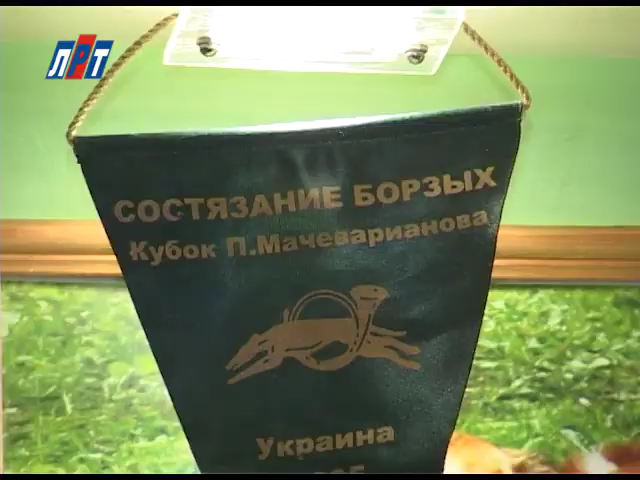 ЛРТ
СОСТЯЗАНИЕ БОРЗЫХ
Кубок П.Мачеварианова
Украина